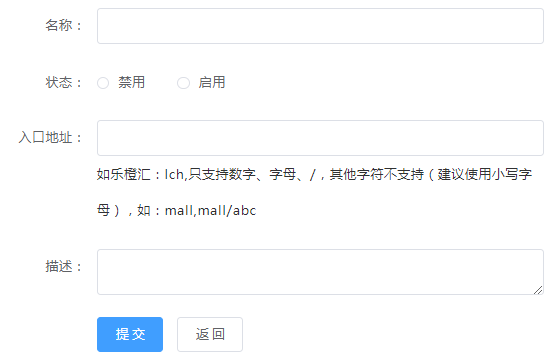 名称：
状态：
禁用
启用
入口地址：
如乐橙汇：lch,只支持数字、字母、/，其他字符不支持（建议使用小写字
母），如：mall,mall/abc
描述：
提交
返回